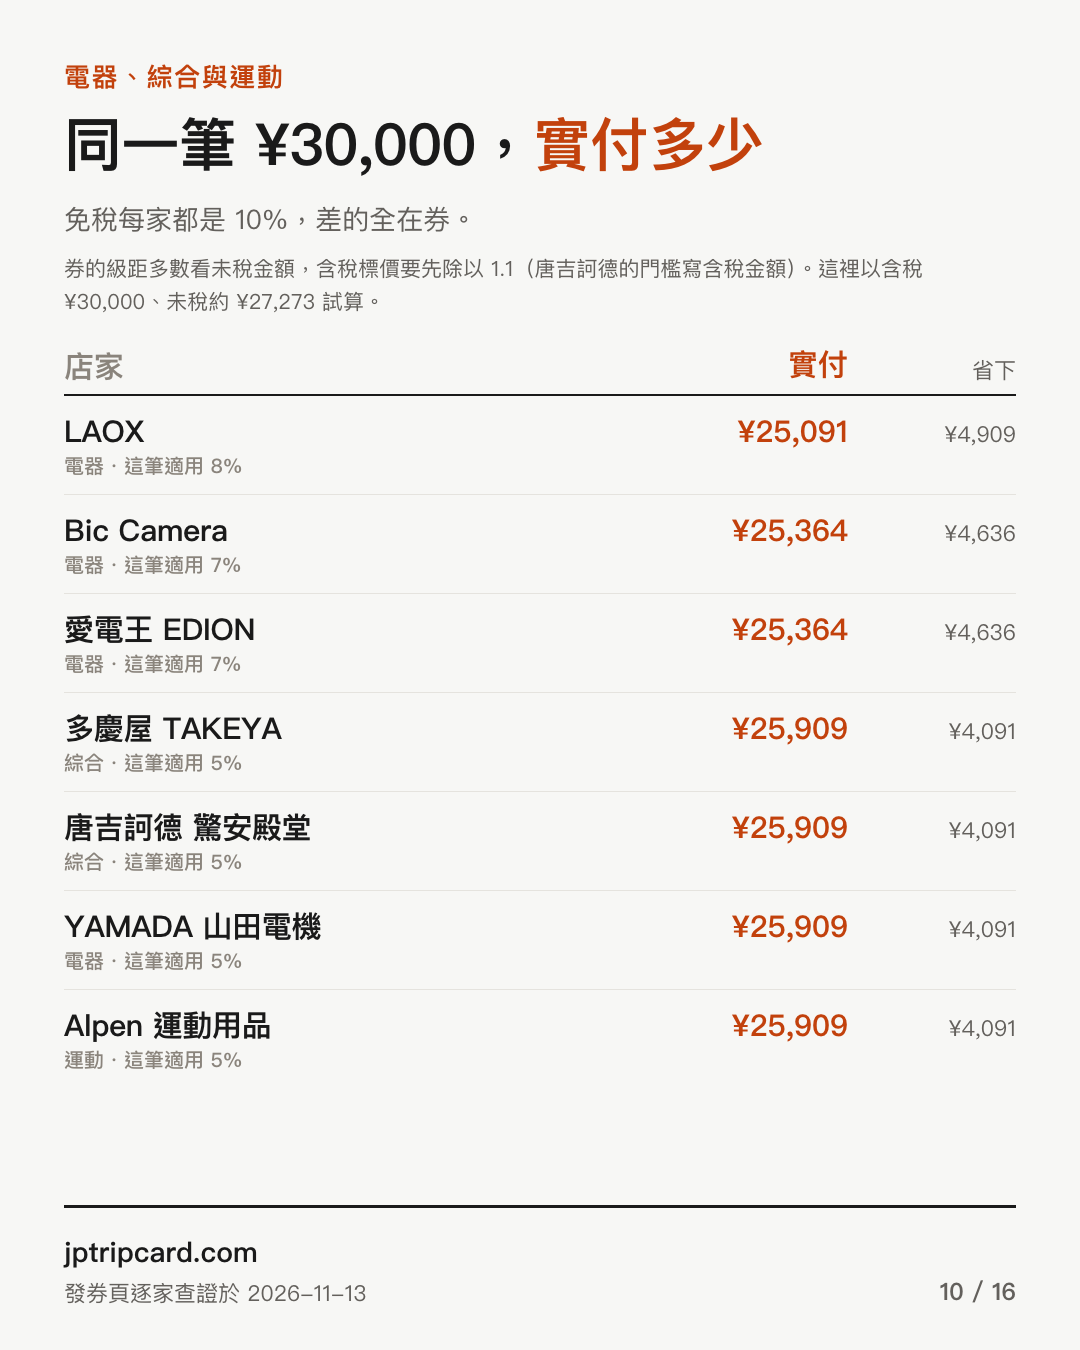 電器、綜合與運動
同一筆 ¥30,000，實付多少
免稅每家都是 10%，差的全在券。
券的級距多數看未稅金額，含稅標價要先除以 1.1（唐吉訶德的門檻寫含稅金額）。這裡以含稅
¥30,000、未稅約 ¥27,273 試算。
店家 實付 省下
LAOX ¥25,091 ¥4,909
電器 · 這筆適用 8%
Bic Camera ¥25,364 ¥4,636
電器 · 這筆適用 7%
愛電王 EDION ¥25,364 ¥4,636
電器 · 這筆適用 7%
多慶屋 TAKEYA ¥25,909 ¥4,091
綜合 · 這筆適用 5%
唐吉訶德 驚安殿堂 ¥25,909 ¥4,091
綜合 · 這筆適用 5%
YAMADA 山田電機 ¥25,909 ¥4,091
電器 · 這筆適用 5%
Alpen 運動用品 ¥25,909 ¥4,091
運動 · 這筆適用 5%
jptripcard.com
發券頁逐家查證於 2026–11–13
10 / 16